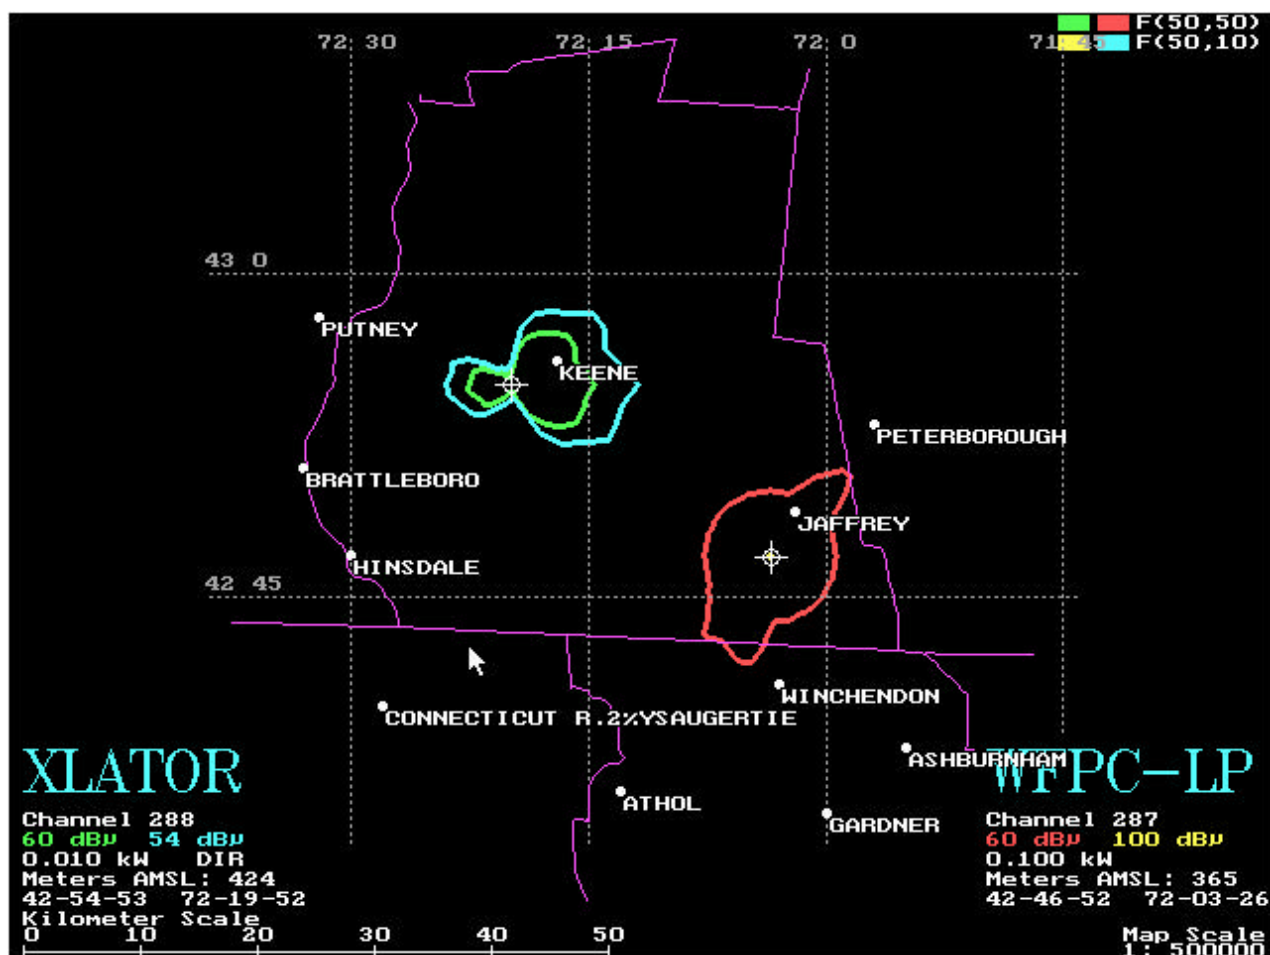 F(50,50)
72 30 72 15 72 0 71 45 F(50,10)
43 0
PUTNEY
KEENE
PETERBOROUGH
BRATTLEBORO
JAFFREY
HINSDALE
42 45
WINCHENDON
CONNECTICUT R.2%YSAUGERTIE
ASHBURNHAM
ATHOL
GARDNER
XLATOR
Channel 288
60 dBµ 54 dBµ
0.010 kW DIR
Meters AMSL: 424
42-54-53 72-19-52
Kilometer Scale
0 10 20 30 40 50
WFPC-LP
Channel 287
60 dBµ 100 dBµ
0.100 kW
Meters AMSL: 365
42-46-52 72-03-26
Map Scale
1: 500000